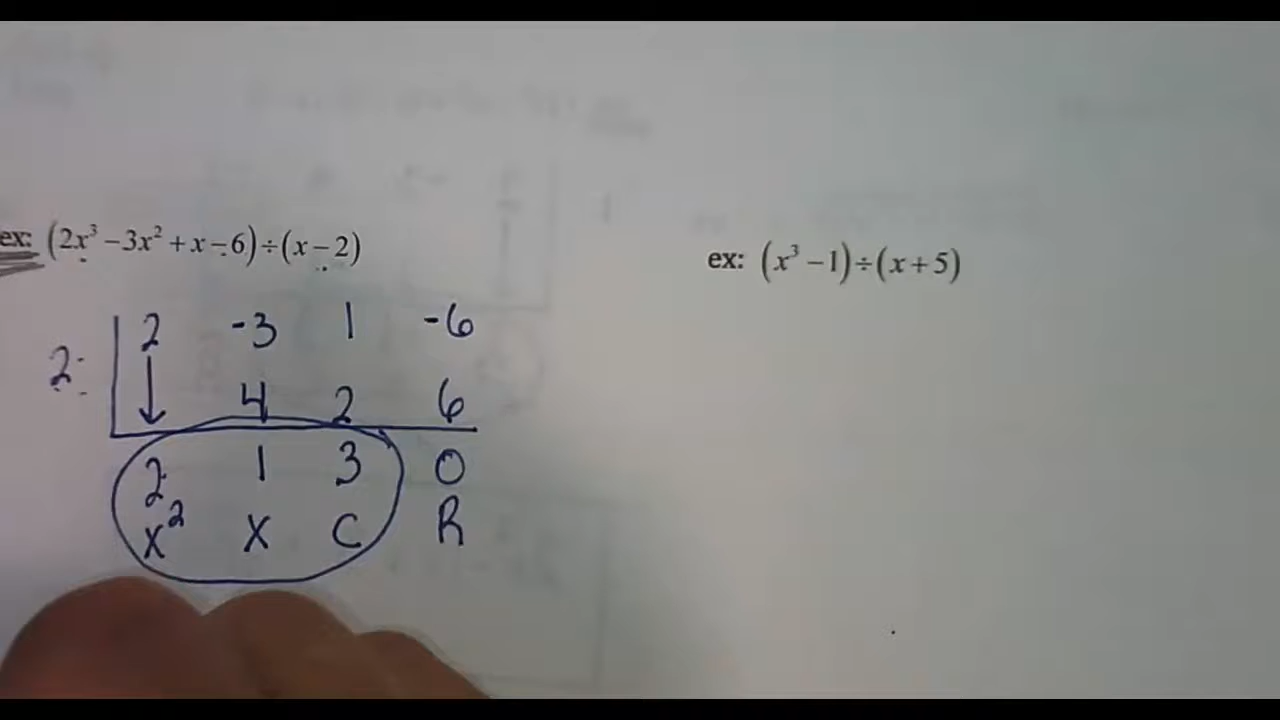 ex: (2x³ − 3x² + x − 6) ÷ (x − 2)
2 -3 1 -6
2:
4 2 6
2 1 3 0
x² x C R
ex: (x³ − 1) ÷ (x + 5)